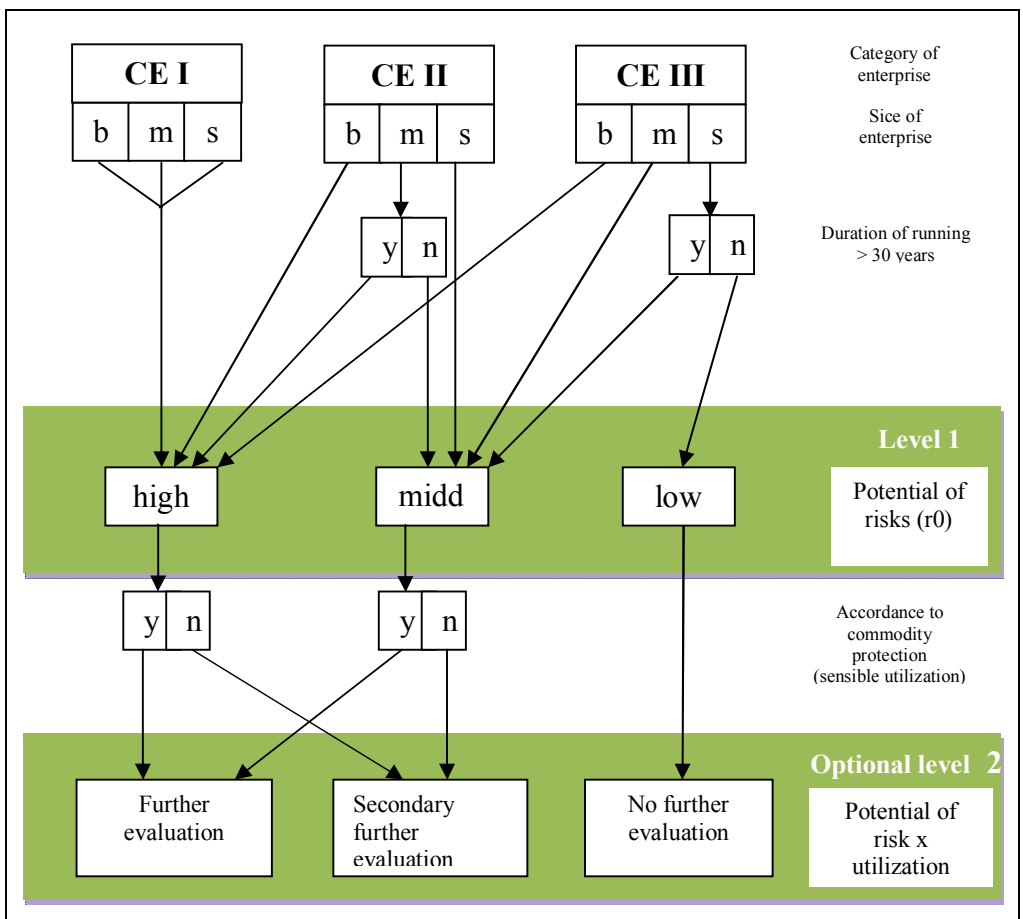 CE I
CE II
CE III
Category of
enterprise
b m s
b m s
b m s
Sice of
enterprise
y n
y n
Duration of running
> 30 years
Level 1
high
midd
low
Potential of
risks (r0)
y n
y n
Accordance to
commodity
protection
(sensible utilization)
Optional level 2
Further
evaluation
Secondary
further
evaluation
No further
evaluation
Potential of
risk x
utilization